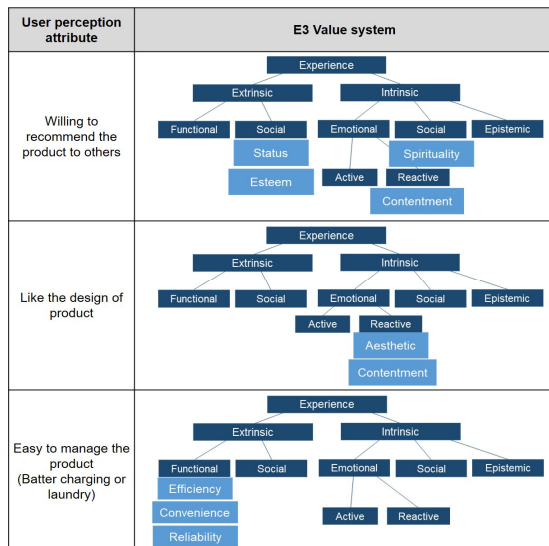 User perception
attribute
E3 Value system
Willing to
recommend the
product to others
Experience
Extrinsic Intrinsic
Functional Social Emotional Social Epistemic
Status Spirituality
Esteem Active Reactive
Contentment
Like the design of
product
Experience
Extrinsic Intrinsic
Functional Social Emotional Social Epistemic
Active Reactive
Aesthetic
Contentment
Easy to manage the
product
(Batter charging or
laundry)
Experience
Extrinsic Intrinsic
Functional Social Emotional Social Epistemic
Efficiency
Convenience Active Reactive
Reliability